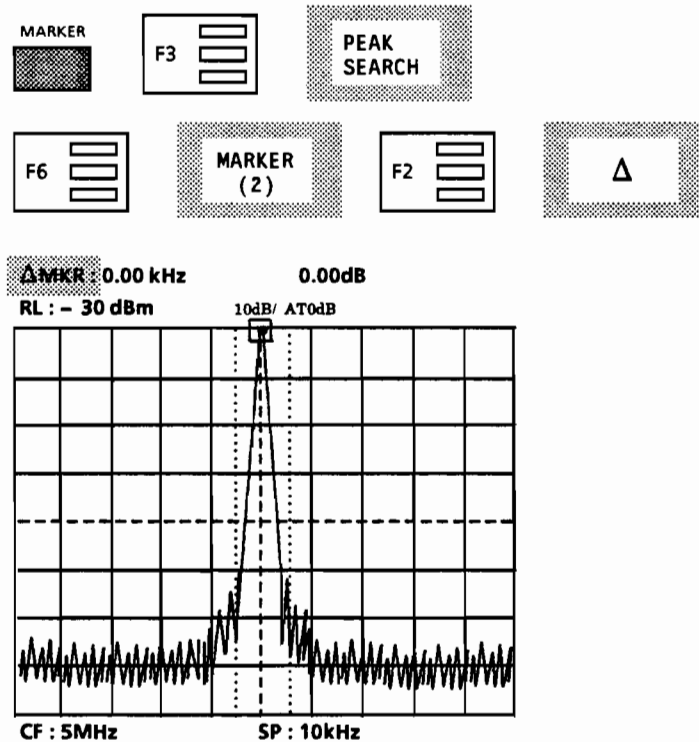 MARKER
F3
PEAK
SEARCH
F6
MARKER
(2)
F2
Δ
ΔMKR : 0.00 kHz 0.00dB
RL : – 30 dBm 10dB/ AT0dB
CF : 5MHz SP : 10kHz